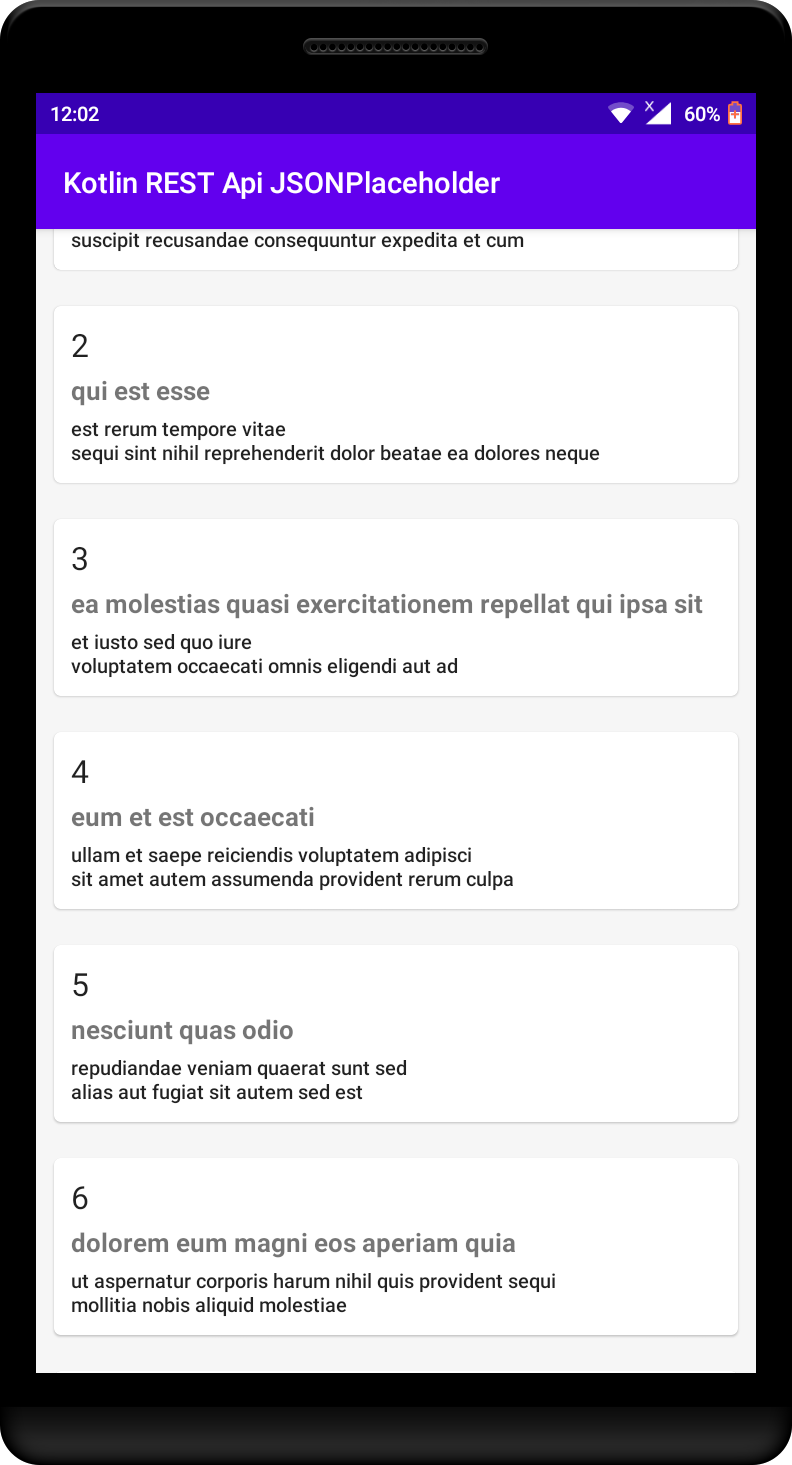 12:02
60%
Kotlin REST Api JSONPlaceholder
suscipit recusandae consequuntur expedita et cum
2
qui est esse
est rerum tempore vitae
sequi sint nihil reprehenderit dolor beatae ea dolores neque
3
ea molestias quasi exercitationem repellat qui ipsa sit
et iusto sed quo iure
voluptatem occaecati omnis eligendi aut ad
4
eum et est occaecati
ullam et saepe reiciendis voluptatem adipisci
sit amet autem assumenda provident rerum culpa
5
nesciunt quas odio
repudiandae veniam quaerat sunt sed
alias aut fugiat sit autem sed est
6
dolorem eum magni eos aperiam quia
ut aspernatur corporis harum nihil quis provident sequi
mollitia nobis aliquid molestiae